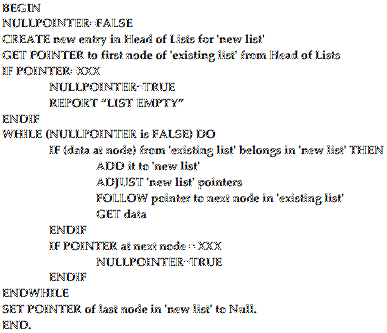 BEGIN
NULLPOINTER=FALSE
CREATE new entry in Head of Lists for 'new list'
GET POINTER to first node of 'existing list' from Head of Lists
IF POINTER=XXX
NULLPOINTER=TRUE
REPORT "LIST EMPTY"
ENDIF
WHILE (NULLPOINTER is FALSE) DO
IF (data at node) from 'existing list' belongs in 'new list' THEN
ADD it to 'new list'
ADJUST 'new list' pointers
FOLLOW pointer to next node in 'existing list'
GET data
ENDIF
IF POINTER at next node = XXX
NULLPOINTER=TRUE
ENDIF
ENDWHILE
SET POINTER of last node in 'new list' to Null.
END.